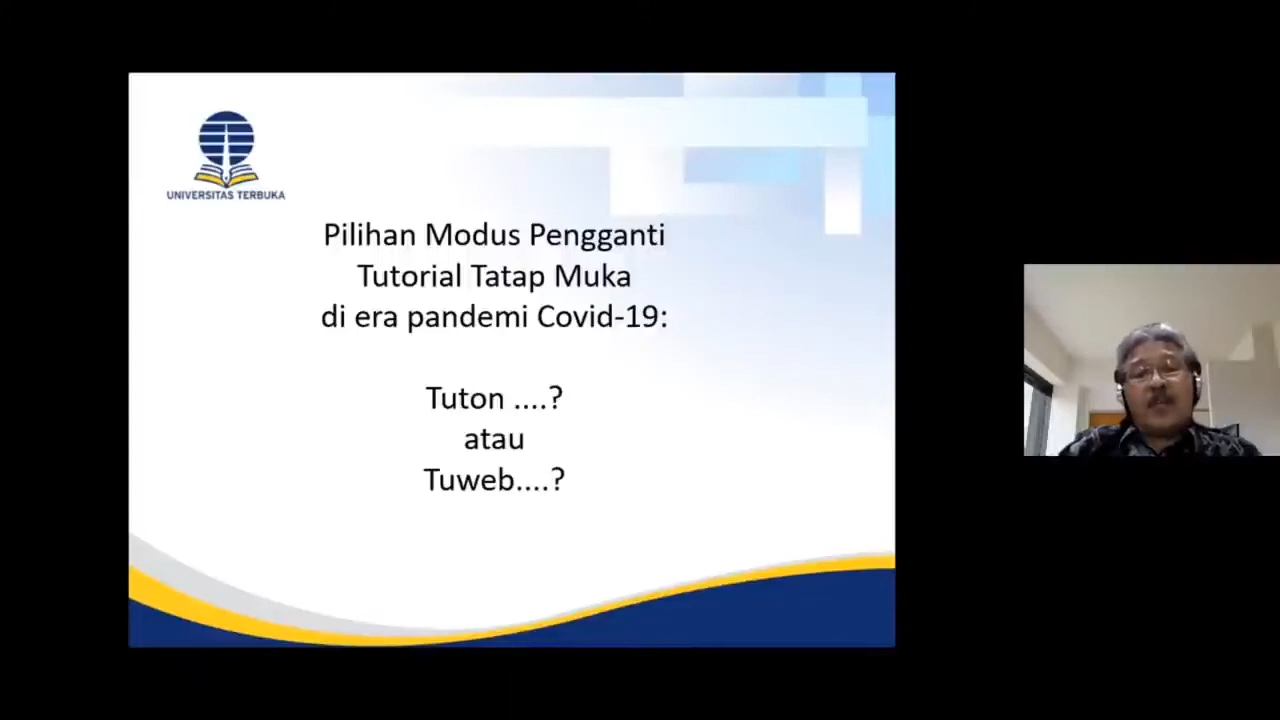 UNIVERSITAS TERBUKA
Pilihan Modus Pengganti
Tutorial Tatap Muka
di era pandemi Covid-19:
Tuton ....?
atau
Tuweb....?